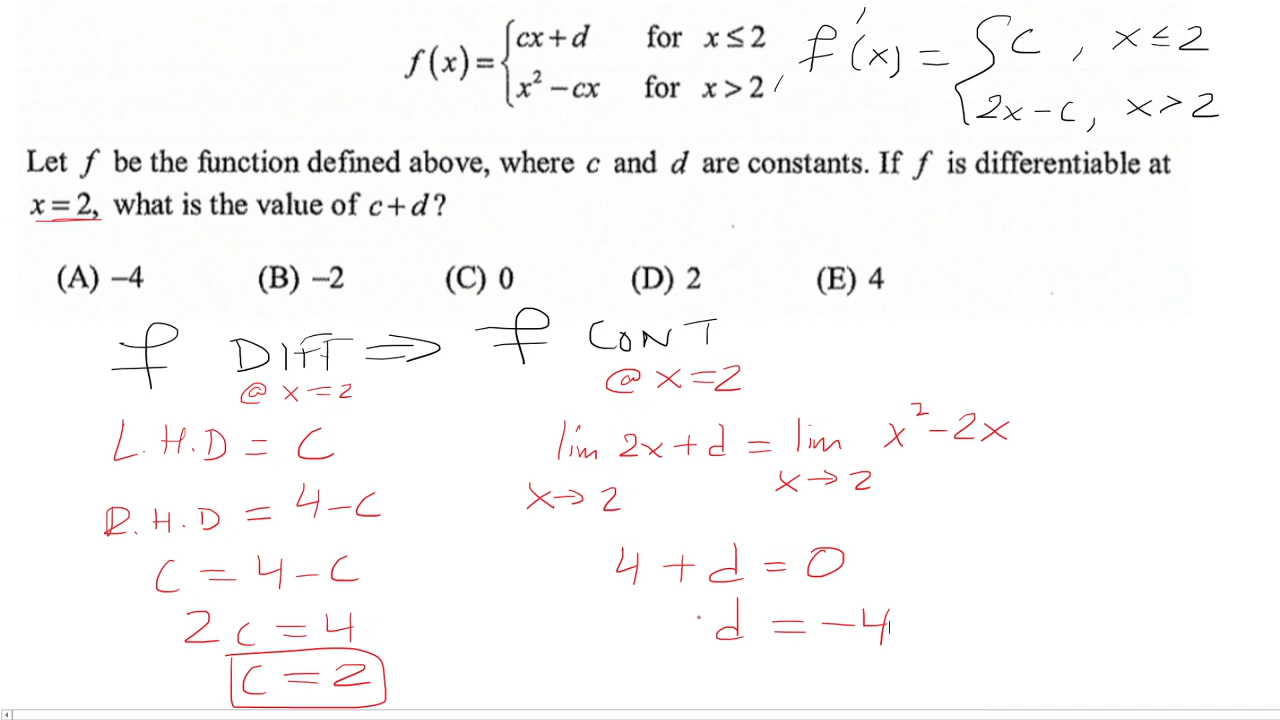 f(x) = { cx + d for x ≤ 2
x² − cx for x > 2 , f'(x) = { C , x ≤ 2
2x − C , x > 2
Let f be the function defined above, where c and d are constants. If f is differentiable at
x = 2, what is the value of c + d?
(A) −4 (B) −2 (C) 0 (D) 2 (E) 4
f DIFF ⇒ f CONT
@ x = 2 @ x = 2
L.H.D = C lim 2x + d = lim x² − 2x
x → 2 x → 2
R.H.D = 4 − C
C = 4 − C 4 + d = 0
2C = 4 d = −4
C = 2